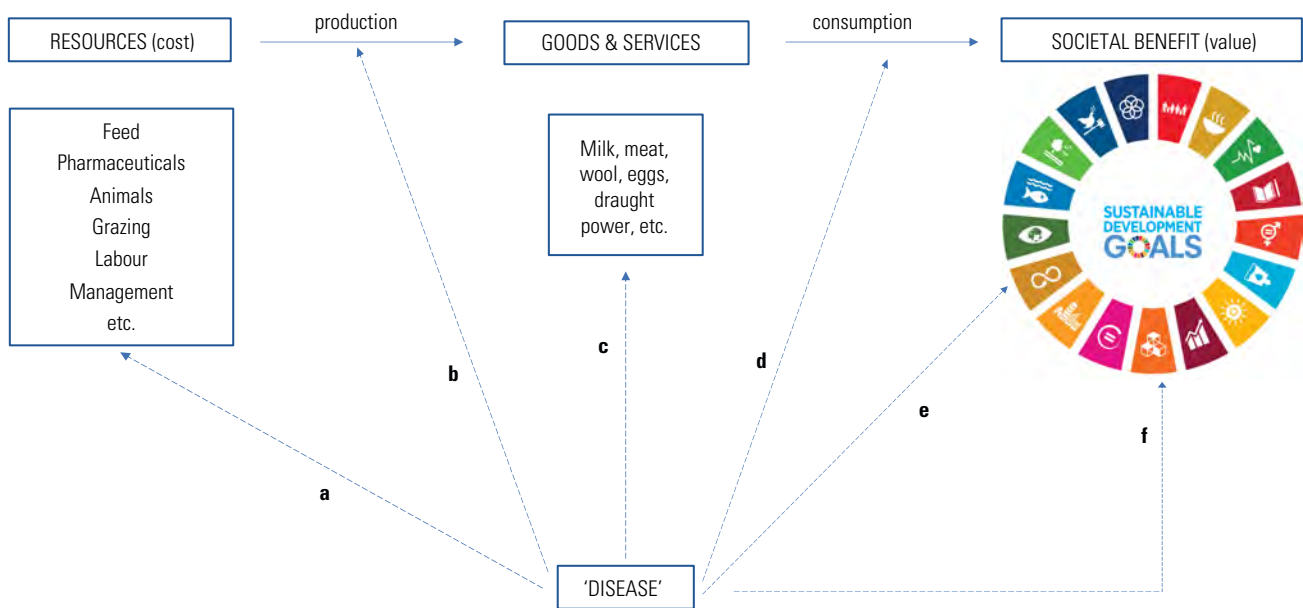 RESOURCES (cost)
production
GOODS & SERVICES
consumption
SOCIETAL BENEFIT (value)
Feed
Pharmaceuticals
Animals
Grazing
Labour
Management
etc.
Milk, meat,
wool, eggs,
draught
power, etc.
SUSTAINABLE
DEVELOPMENT
GOALS
a
b
c
d
e
f
'DISEASE'